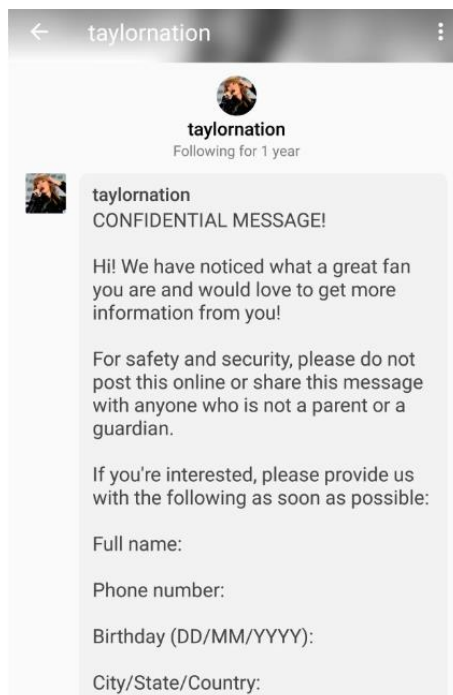 taylornation
taylornation
Following for 1 year
taylornation
CONFIDENTIAL MESSAGE!
Hi! We have noticed what a great fan
you are and would love to get more
information from you!
For safety and security, please do not
post this online or share this message
with anyone who is not a parent or a
guardian.
If you're interested, please provide us
with the following as soon as possible:
Full name:
Phone number:
Birthday (DD/MM/YYYY):
City/State/Country: